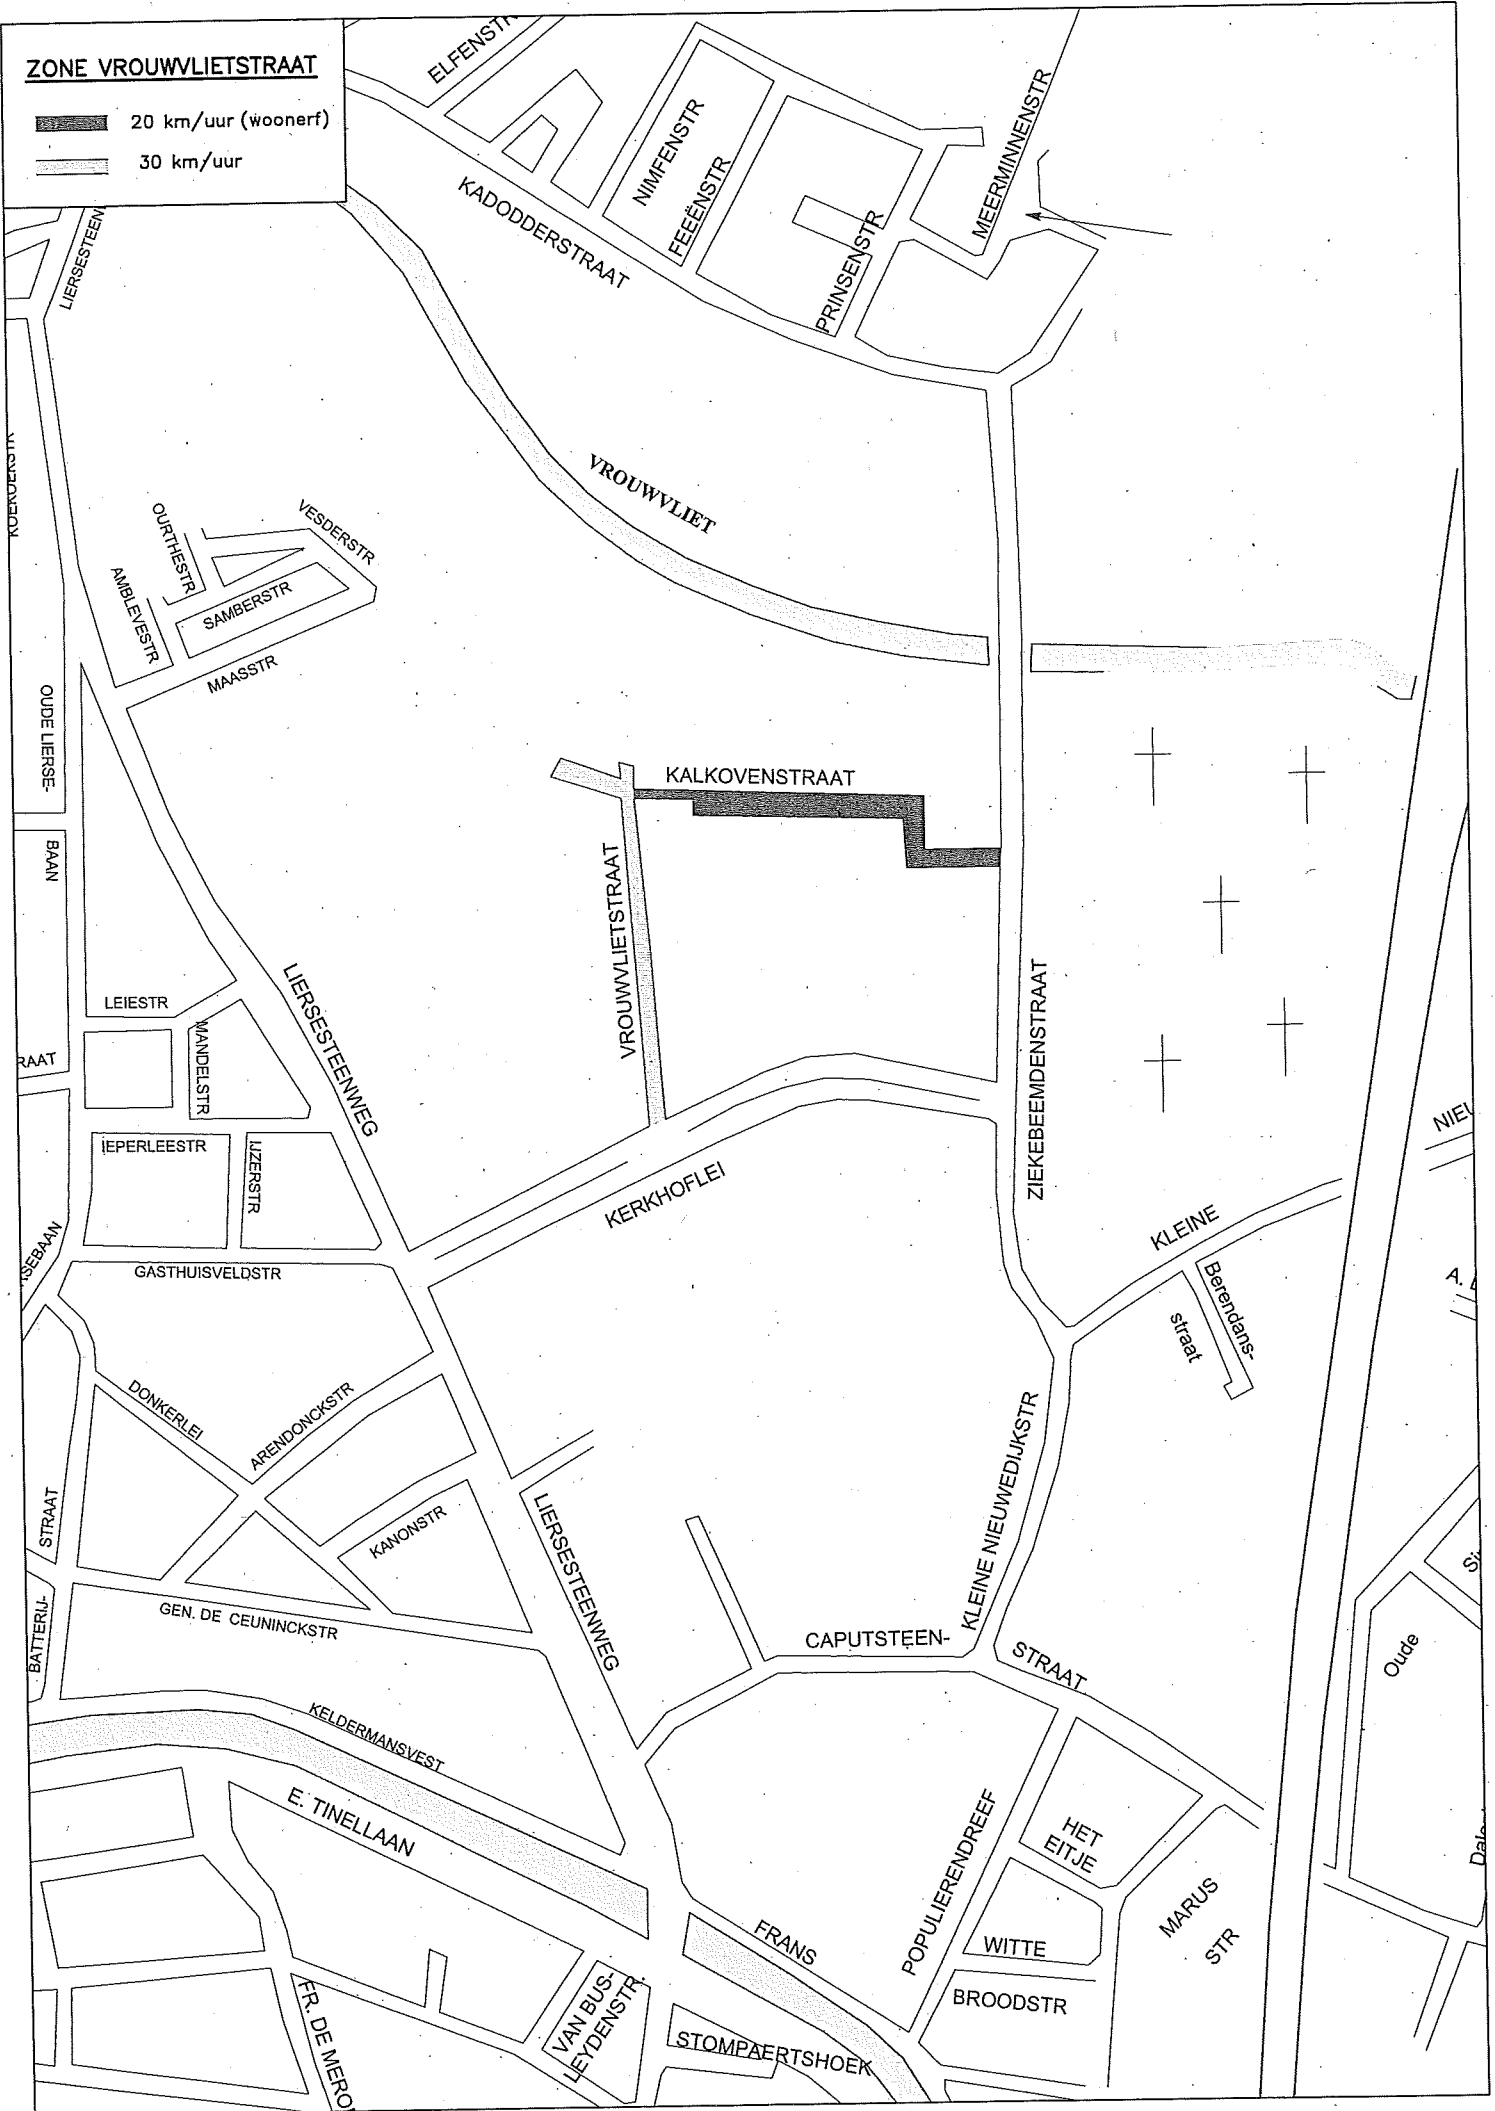 ZONE VROUWVLIETSTRAAT
20 km/uur (woonerf)
30 km/uur
ELFENSTR
NIMFENSTR
FEEËNSTR
MEERMINNENSTR
KADODDERSTRAAT
PRINSENSTR
LIERSESTEEN
VROUWVLIET
OURTHESTR
VESDERSTR
AMBLEVESTR
SAMBERSTR
MAASSTR
OUDE LIERSE-
BAAN
KALKOVENSTRAAT
VROUWVLIETSTRAAT
ZIEKEBEEMDENSTRAAT
LIERSESTEENWEG
LEIESTR
MANDELSTR
RAAT
IEPERLEESTR
IJZERSTR
GASTHUISVELDSTR
SEBAAN
KERKHOFLEI
NIEU
KLEINE
Berendans-
straat
A.
DONKERLEI
ARENDONCKSTR
KANONSTR
STRAAT
BATTERIJ-
GEN. DE CEUNINCKSTR
LIERSESTEENWEG
KLEINE NIEUWEDIJKSTR
CAPUTSTEEN-
STRAAT
Oude
KELDERMANSVEST
E. TINELLAAN
POPULIERENDREEF
HET
EITJE
MARUS
STR
FRANS
WITTE
BROODSTR
VAN BUS-
LEYDENSTR.
STOMPAERTSHOEK
FR. DE MEROD